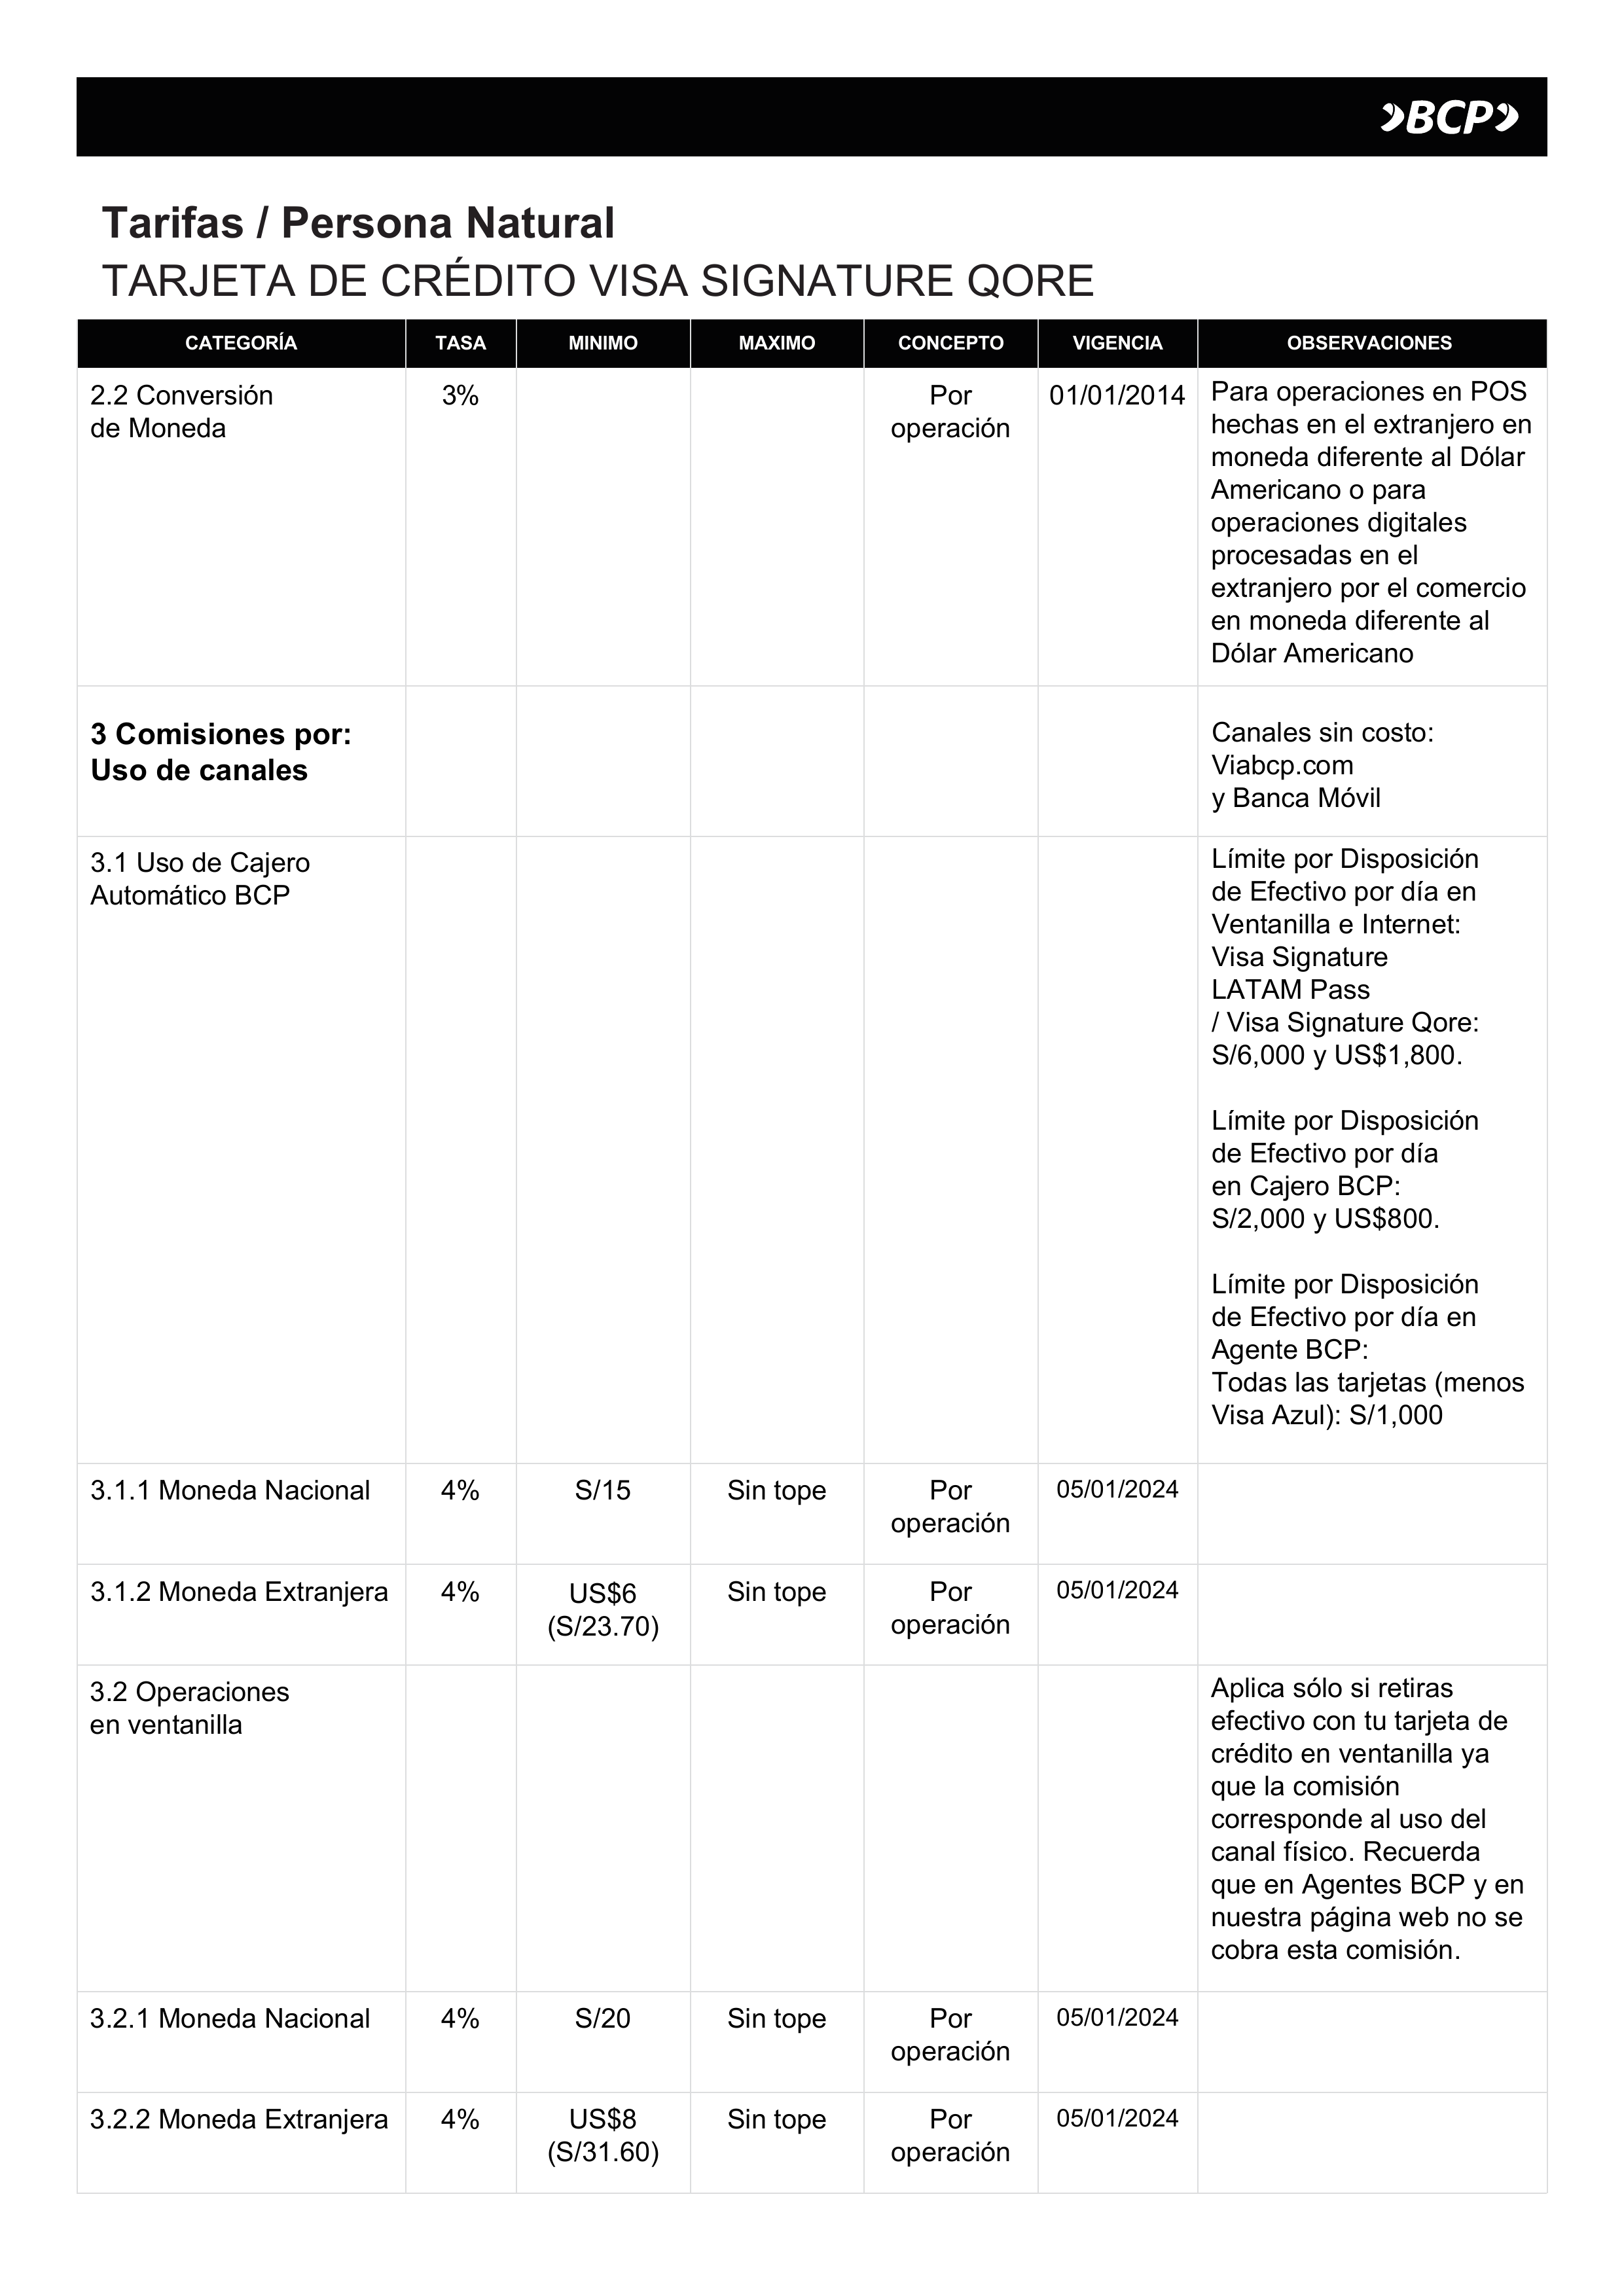 BCP
Tarifas / Persona Natural
TARJETA DE CRÉDITO VISA SIGNATURE QORE
CATEGORÍA TASA MINIMO MAXIMO CONCEPTO VIGENCIA OBSERVACIONES
2.2 Conversión
de Moneda
3%
Por
operación
01/01/2014
Para operaciones en POS
hechas en el extranjero en
moneda diferente al Dólar
Americano o para
operaciones digitales
procesadas en el
extranjero por el comercio
en moneda diferente al
Dólar Americano
3 Comisiones por:
Uso de canales
Canales sin costo:
Viabcp.com
y Banca Móvil
3.1 Uso de Cajero
Automático BCP
Límite por Disposición
de Efectivo por día en
Ventanilla e Internet:
Visa Signature
LATAM Pass
/ Visa Signature Qore:
S/6,000 y US$1,800.
Límite por Disposición
de Efectivo por día
en Cajero BCP:
S/2,000 y US$800.
Límite por Disposición
de Efectivo por día en
Agente BCP:
Todas las tarjetas (menos
Visa Azul): S/1,000
3.1.1 Moneda Nacional
4%
S/15
Sin tope
Por
operación
05/01/2024
3.1.2 Moneda Extranjera
4%
US$6
(S/23.70)
Sin tope
Por
operación
05/01/2024
3.2 Operaciones
en ventanilla
Aplica sólo si retiras
efectivo con tu tarjeta de
crédito en ventanilla ya
que la comisión
corresponde al uso del
canal físico. Recuerda
que en Agentes BCP y en
nuestra página web no se
cobra esta comisión.
3.2.1 Moneda Nacional
4%
S/20
Sin tope
Por
operación
05/01/2024
3.2.2 Moneda Extranjera
4%
US$8
(S/31.60)
Sin tope
Por
operación
05/01/2024